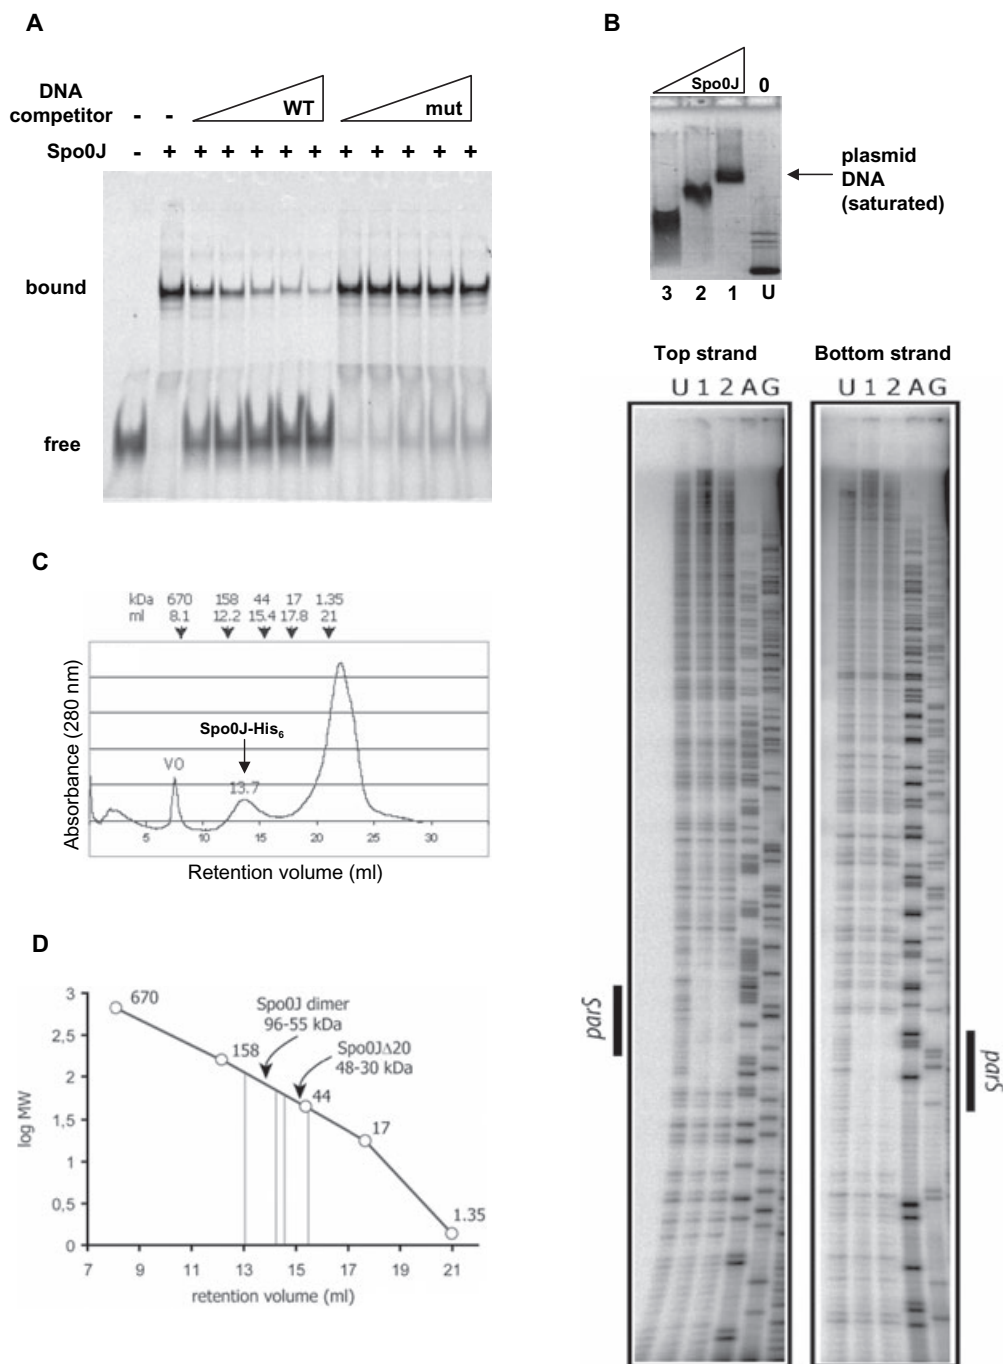 A
DNA
competitor - - WT mut
Spo0J - + + + + + + + + + + +
bound
free
B
Spo0J 0
plasmid
DNA
(saturated)
3 2 1 U
Top strand
U 1 2 A G
parS
Bottom strand
U 1 2 A G
parS
C
kDa 670 158 44 17 1.35
ml 8.1 12.2 15.4 17.8 21
Absorbance (280 nm)
Spo0J-His6
VO
13.7
5 10 15 20 25 30
Retention volume (ml)
D
log MW
3
2,5
2
1,5
1
0,5
0
670
Spo0J dimer
96-55 kDa
158
Spo0JΔ20
48-30 kDa
44
17
1.35
7 9 11 13 15 17 19 21
retention volume (ml)